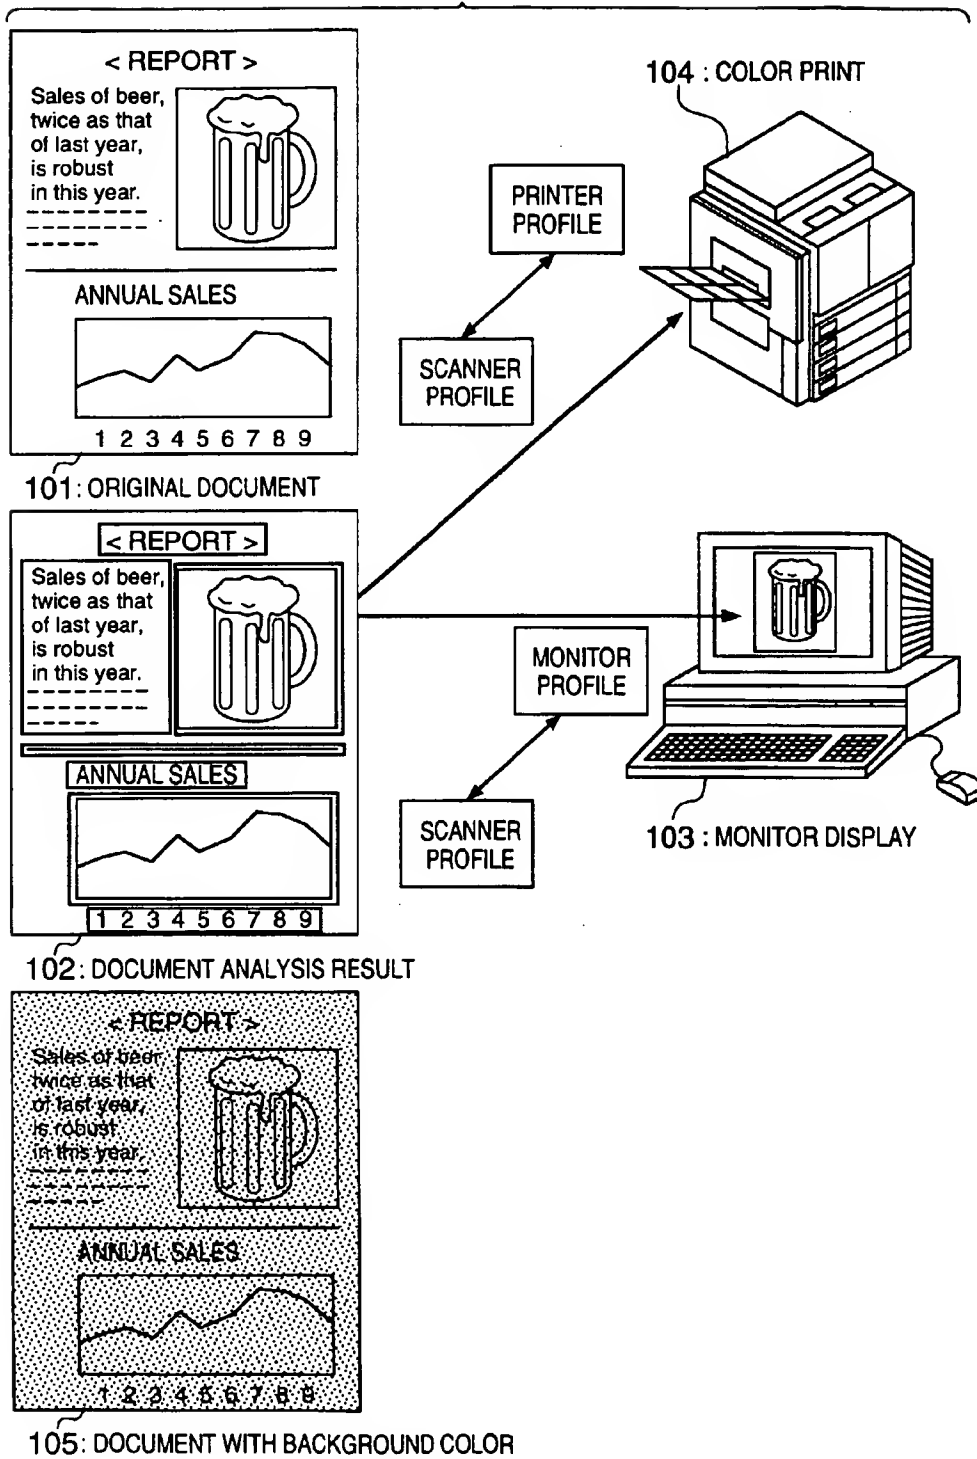 < REPORT >
Sales of beer,
twice as that
of last year,
is robust
in this year.
ANNUAL SALES
1 2 3 4 5 6 7 8 9
101: ORIGINAL DOCUMENT
104 : COLOR PRINT
PRINTER
PROFILE
SCANNER
PROFILE
< REPORT >
Sales of beer,
twice as that
of last year,
is robust
in this year.
ANNUAL SALES
1 2 3 4 5 6 7 8 9
102: DOCUMENT ANALYSIS RESULT
MONITOR
PROFILE
SCANNER
PROFILE
103 : MONITOR DISPLAY
< REPORT >
Sales of beer
twice as that
of last year,
is robust
in this year.
ANNUAL SALES
1 2 3 4 5 6 7 8 9
105: DOCUMENT WITH BACKGROUND COLOR